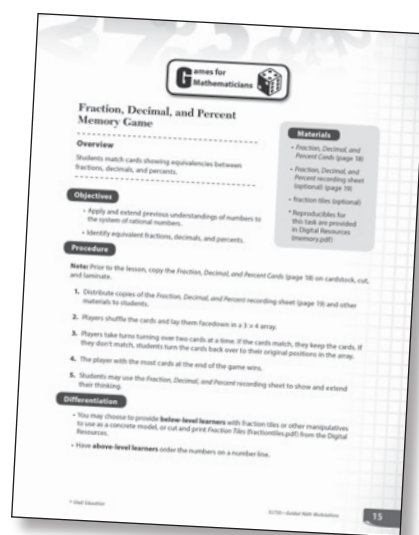 Games for
Mathematicians
Fraction, Decimal, and Percent
Memory Game
Overview
Students match cards showing equivalencies between
fractions, decimals, and percents.
Objectives
• Apply and extend previous understandings of numbers to
the system of rational numbers.
• Identify equivalent fractions, decimals, and percents.
Materials
• Fraction, Decimal, and
Percent Cards (page 18)
• Fraction, Decimal, and
Percent recording sheet
(optional) (page 19)
• fraction tiles (optional)
* Reproducibles for
this task are provided
in Digital Resources
(memory.pdf)
Procedure
Note: Prior to the lesson, copy the Fraction, Decimal, and Percent Cards (page 18) on cardstock, cut,
and laminate.
1. Distribute copies of the Fraction, Decimal, and Percent recording sheet (page 19) and other
materials to students.
2. Players shuffle the cards and lay them facedown in a 3 × 4 array.
3. Players take turns turning over two cards at a time. If the cards match, they keep the cards. If
they don't match, students turn the cards back over to their original positions in the array.
4. The player with the most cards at the end of the game wins.
5. Students may use the Fraction, Decimal, and Percent recording sheet to show and extend
their thinking.
Differentiation
• You may choose to provide below-level learners with fraction tiles or other manipulatives
to use as a concrete model, or cut and print Fraction Tiles (fractiontiles.pdf) from the Digital
Resources.
• Have above-level learners order the numbers on a number line.
© Shell Education
Guided Math Workstations
15